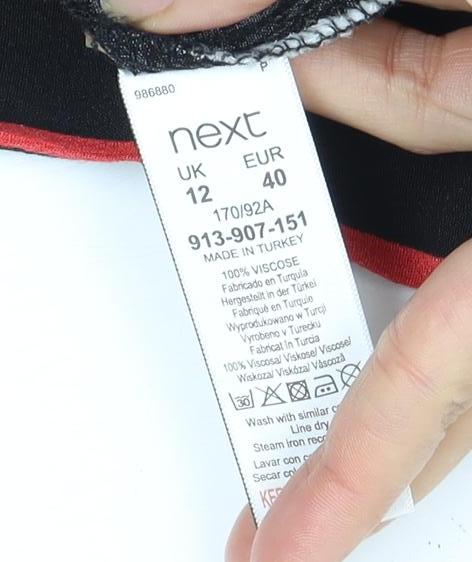 986880
P
next
UK EUR
12 40
170/92A
913-907-151
MADE IN TURKEY
100% VISCOSE
Fabricado en Turquía
Hergestellt in der Türkei
Fabriqué en Turquie
Wyprodukowano w Turcji
Vyrobeno v Turecku
Fabricat în Turcia
100% Viscosa/ Viskose/ Viscose/
Wiskoza/ Viskóza/ Vâscoză
30
Wash with similar
Line dry
Steam iron
Lavar con
Secar